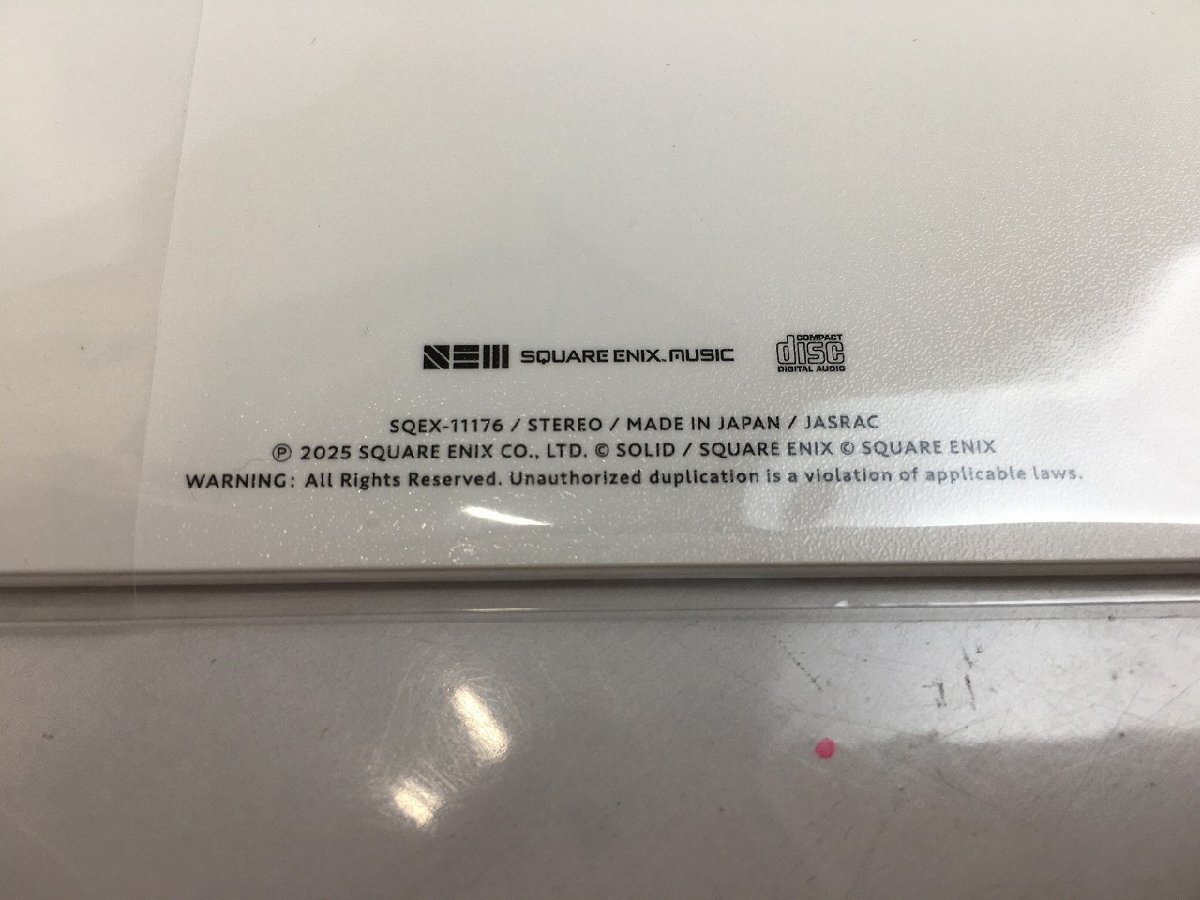 SQUARE ENIX™ MUSIC
COMPACT
disc
DIGITAL AUDIO
SQEX-11176 / STEREO / MADE IN JAPAN / JASRAC
Ⓟ 2025 SQUARE ENIX CO., LTD. © SOLID / SQUARE ENIX © SQUARE ENIX
WARNING: All Rights Reserved. Unauthorized duplication is a violation of applicable laws.